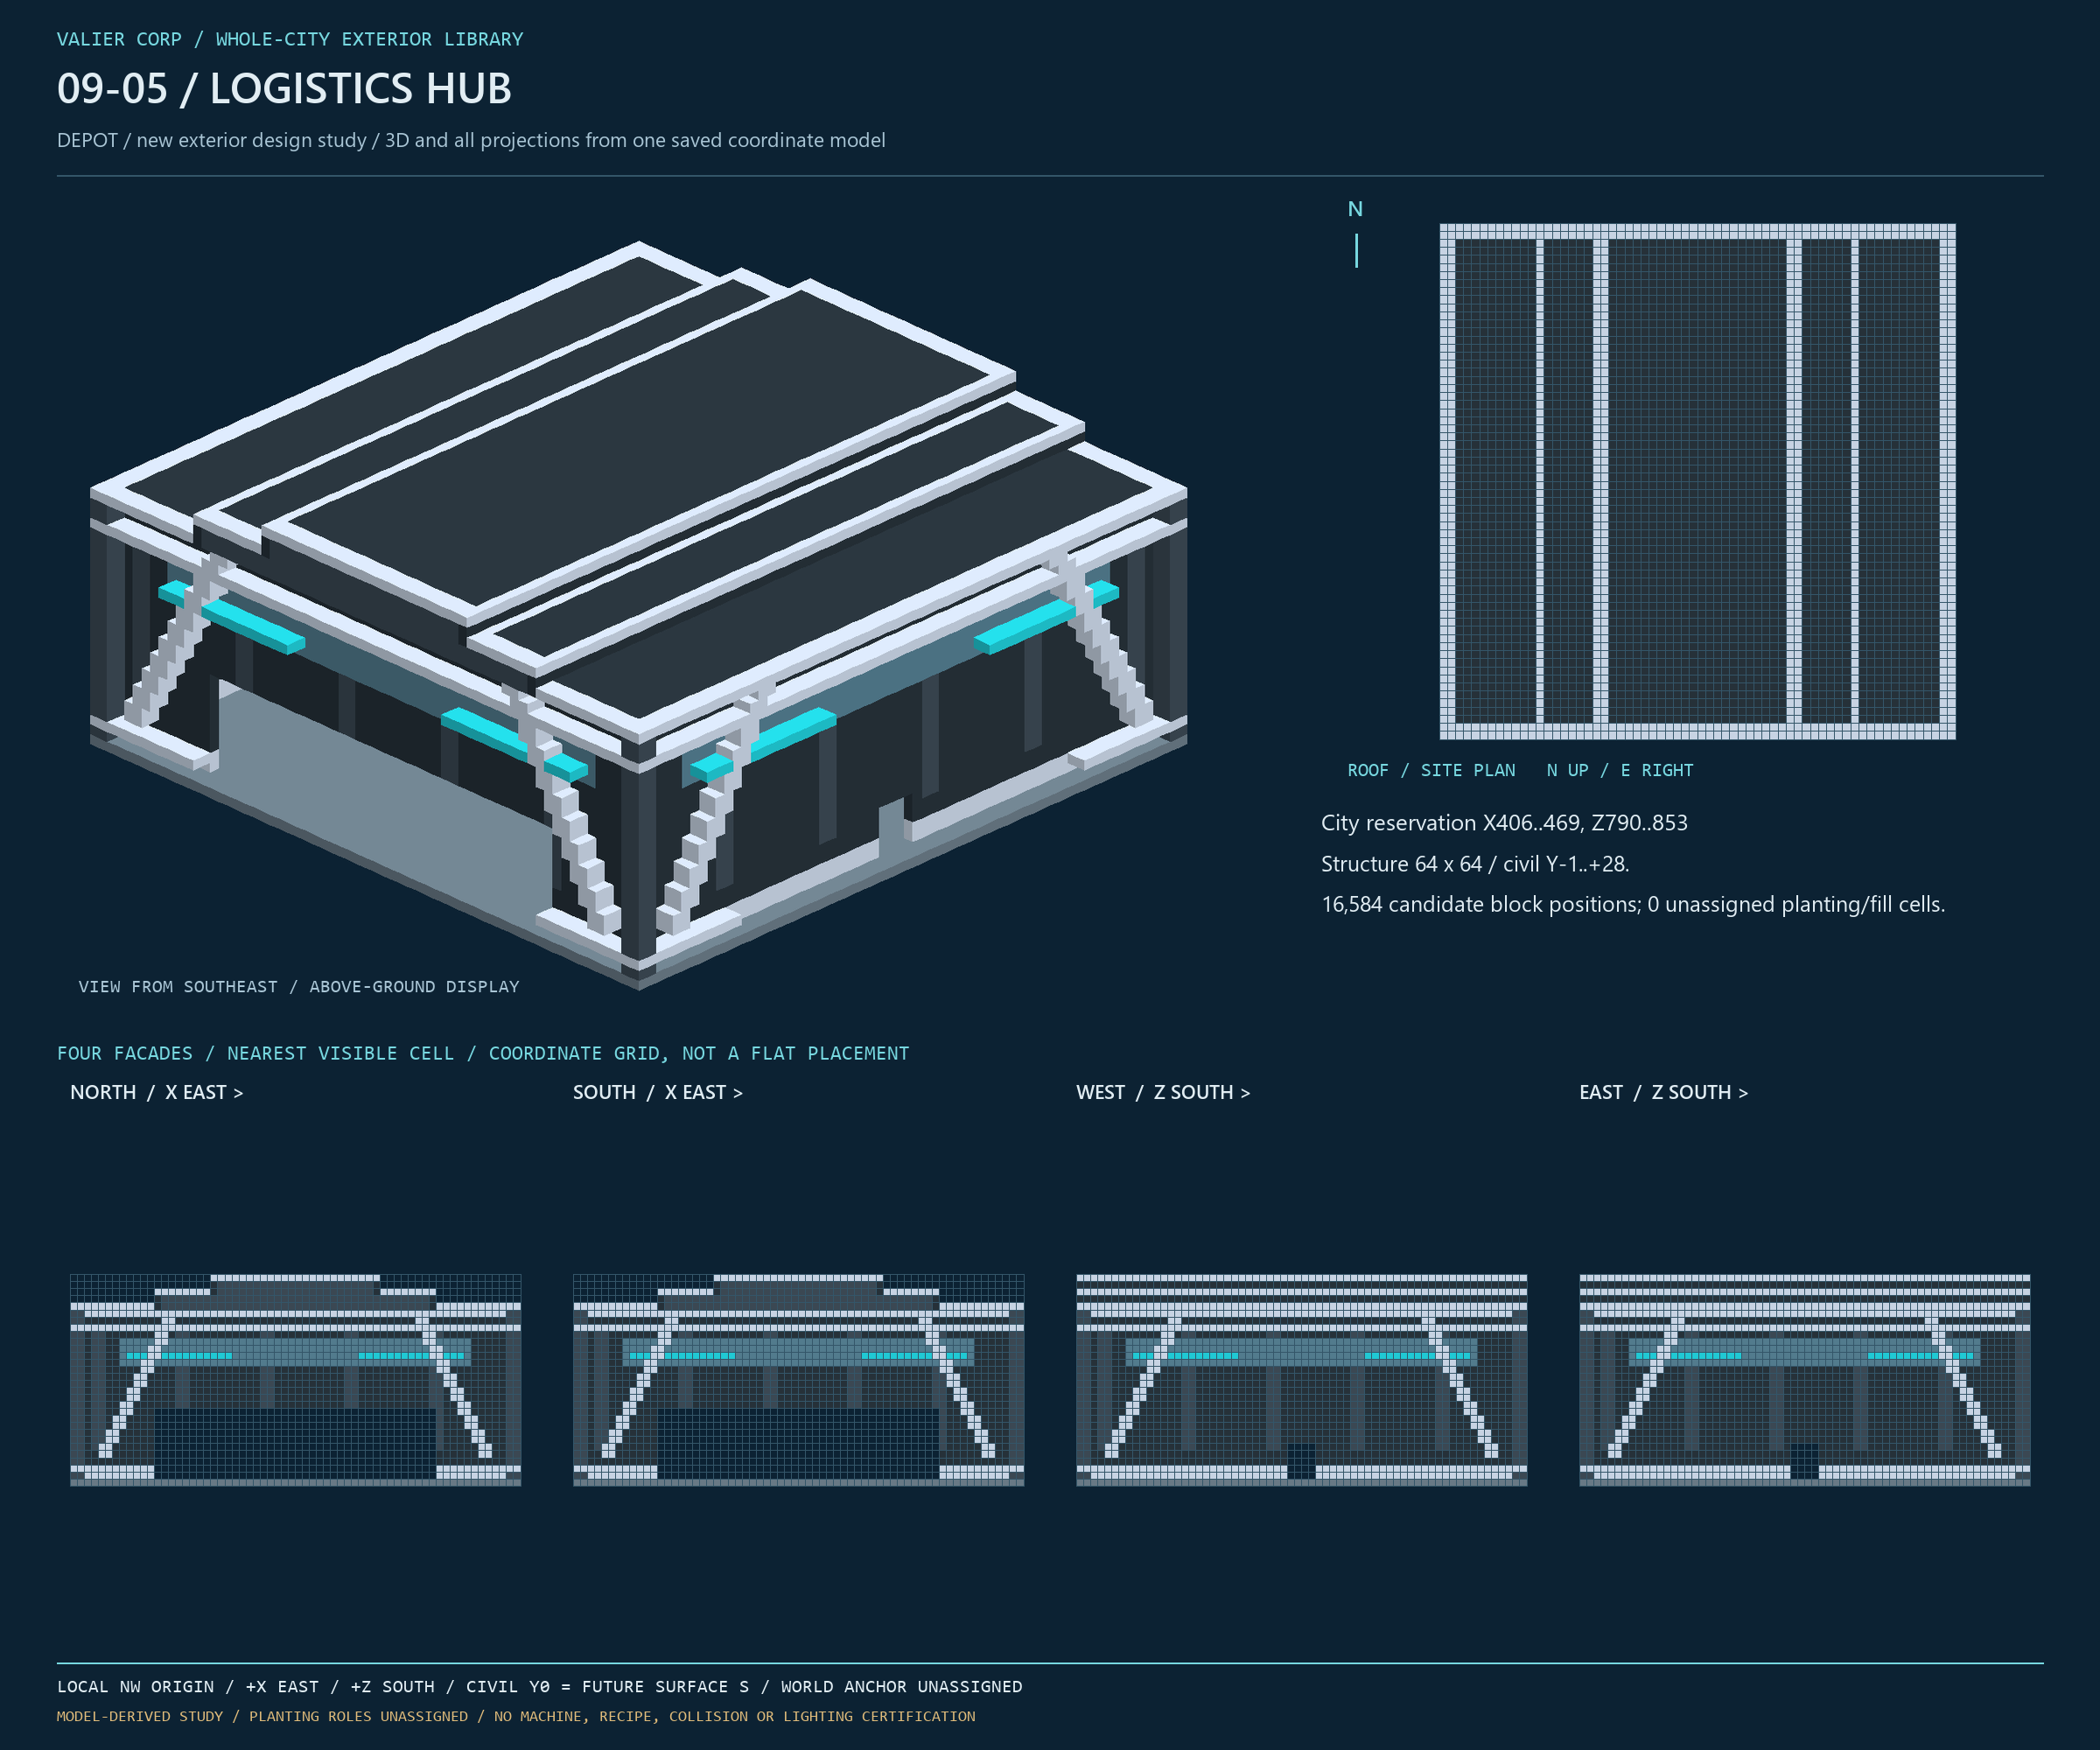 VALIER CORP / WHOLE-CITY EXTERIOR LIBRARY
09-05 / LOGISTICS HUB
DEPOT / new exterior design study / 3D and all projections from one saved coordinate model
N
ROOF / SITE PLAN   N UP / E RIGHT
City reservation X406..469, Z790..853
Structure 64 x 64 / civil Y-1..+28.
16,584 candidate block positions; 0 unassigned planting/fill cells.
VIEW FROM SOUTHEAST / ABOVE-GROUND DISPLAY
FOUR FACADES / NEAREST VISIBLE CELL / COORDINATE GRID, NOT A FLAT PLACEMENT
NORTH / X EAST >
SOUTH / X EAST >
WEST / Z SOUTH >
EAST / Z SOUTH >
LOCAL NW ORIGIN / +X EAST / +Z SOUTH / CIVIL Y0 = FUTURE SURFACE S / WORLD ANCHOR UNASSIGNED
MODEL-DERIVED STUDY / PLANTING ROLES UNASSIGNED / NO MACHINE, RECIPE, COLLISION OR LIGHTING CERTIFICATION